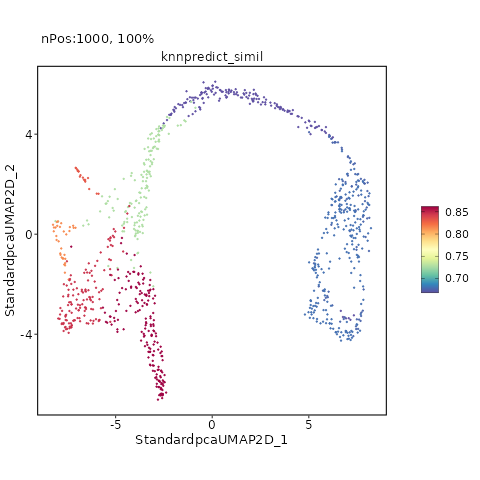 nPos:1000, 100%
knnpredict_simil
StandardpcaUMAP2D_2
4
0
-4
-5
0
5
StandardpcaUMAP2D_1
0.85
0.80
0.75
0.70